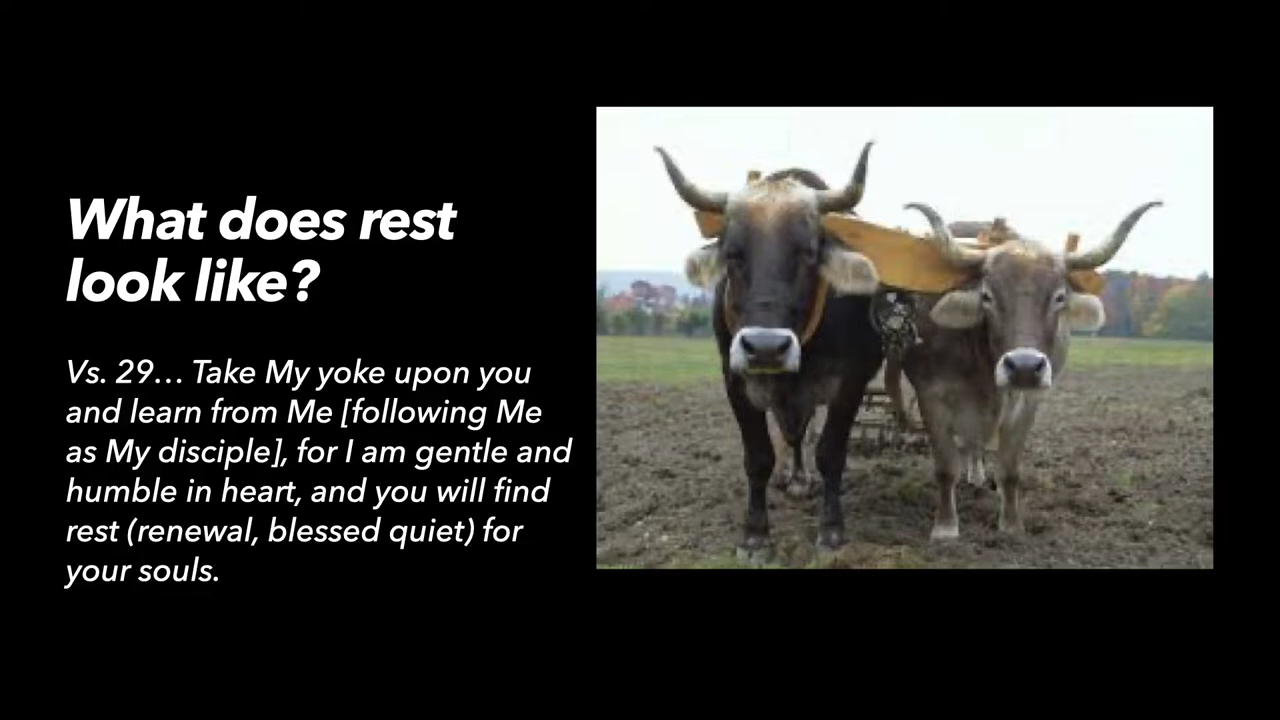 What does rest
look like?
Vs. 29… Take My yoke upon you
and learn from Me [following Me
as My disciple], for I am gentle and
humble in heart, and you will find
rest (renewal, blessed quiet) for
your souls.